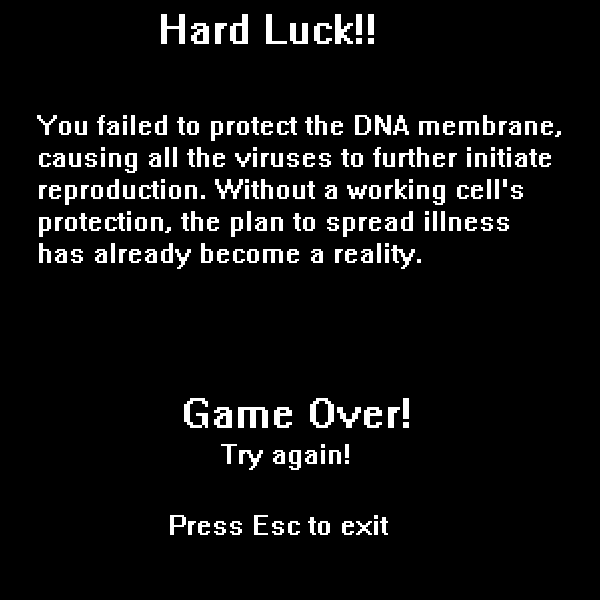 Hard Luck!!
You failed to protect the DNA membrane,
causing all the viruses to further initiate
reproduction. Without a working cell's
protection, the plan to spread illness
has already become a reality.
Game Over!
Try again!
Press Esc to exit